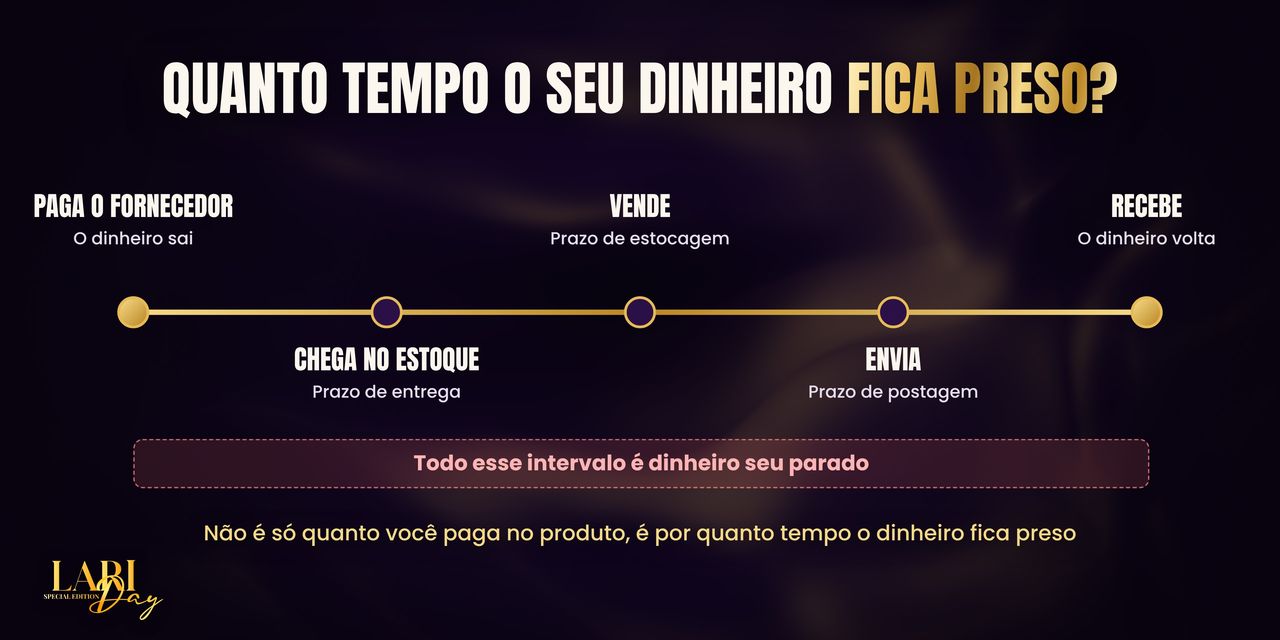 QUANTO TEMPO O SEU DINHEIRO FICA PRESO?
PAGA O FORNECEDOR
O dinheiro sai
VENDE
Prazo de estocagem
RECEBE
O dinheiro volta
CHEGA NO ESTOQUE
Prazo de entrega
ENVIA
Prazo de postagem
Todo esse intervalo é dinheiro seu parado
Não é só quanto você paga no produto, é por quanto tempo o dinheiro fica preso
LABI
SPECIAL EDITION Day